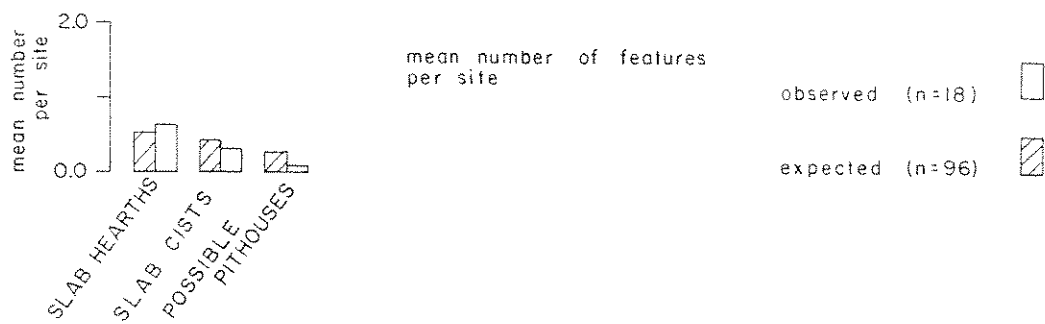 2.0
mean number
per site
0.0
SLAB HEARTHS
SLAB CISTS
POSSIBLE
PITHOUSES
mean number of features
per site
observed (n=18)
expected (n=96)